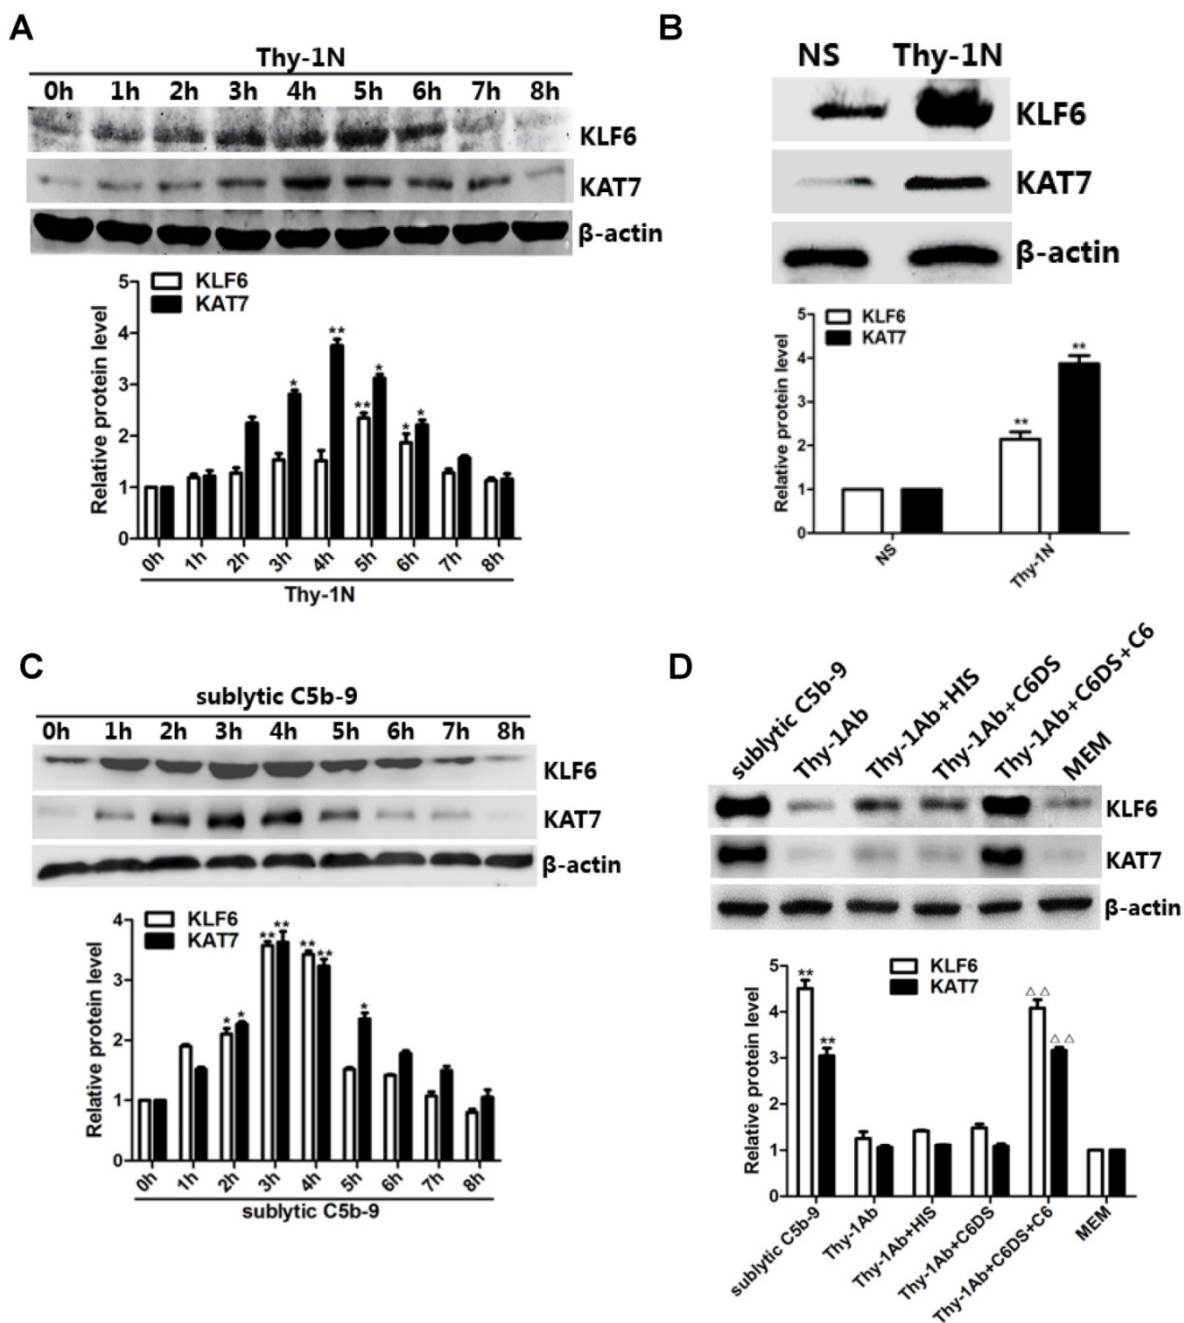 A
Thy-1N
0h 1h 2h 3h 4h 5h 6h 7h 8h
KLF6
KAT7
β-actin
5
4
3
2
1
0
Relative protein level
KLF6
KAT7
** * ** * * *
0h 1h 2h 3h 4h 5h 6h 7h 8h
Thy-1N
B
NS Thy-1N
KLF6
KAT7
β-actin
5
4
3
2
1
0
Relative protein level
KLF6
KAT7
** **
NS Thy-1N
C
sublytic C5b-9
0h 1h 2h 3h 4h 5h 6h 7h 8h
KLF6
KAT7
β-actin
4
3
2
1
0
Relative protein level
KLF6
KAT7
* * ** ** ** ** *
0h 1h 2h 3h 4h 5h 6h 7h 8h
sublytic C5b-9
D
sublytic C5b-9 Thy-1Ab Thy-1Ab+HIS Thy-1Ab+C6DS Thy-1Ab+C6DS+C6 MEM
KLF6
KAT7
β-actin
5
4
3
2
1
0
Relative protein level
KLF6
KAT7
** ** △△ △△
sublytic C5b-9 Thy-1Ab Thy-1Ab+HIS Thy-1Ab+C6DS Thy-1Ab+C6DS+C6 MEM